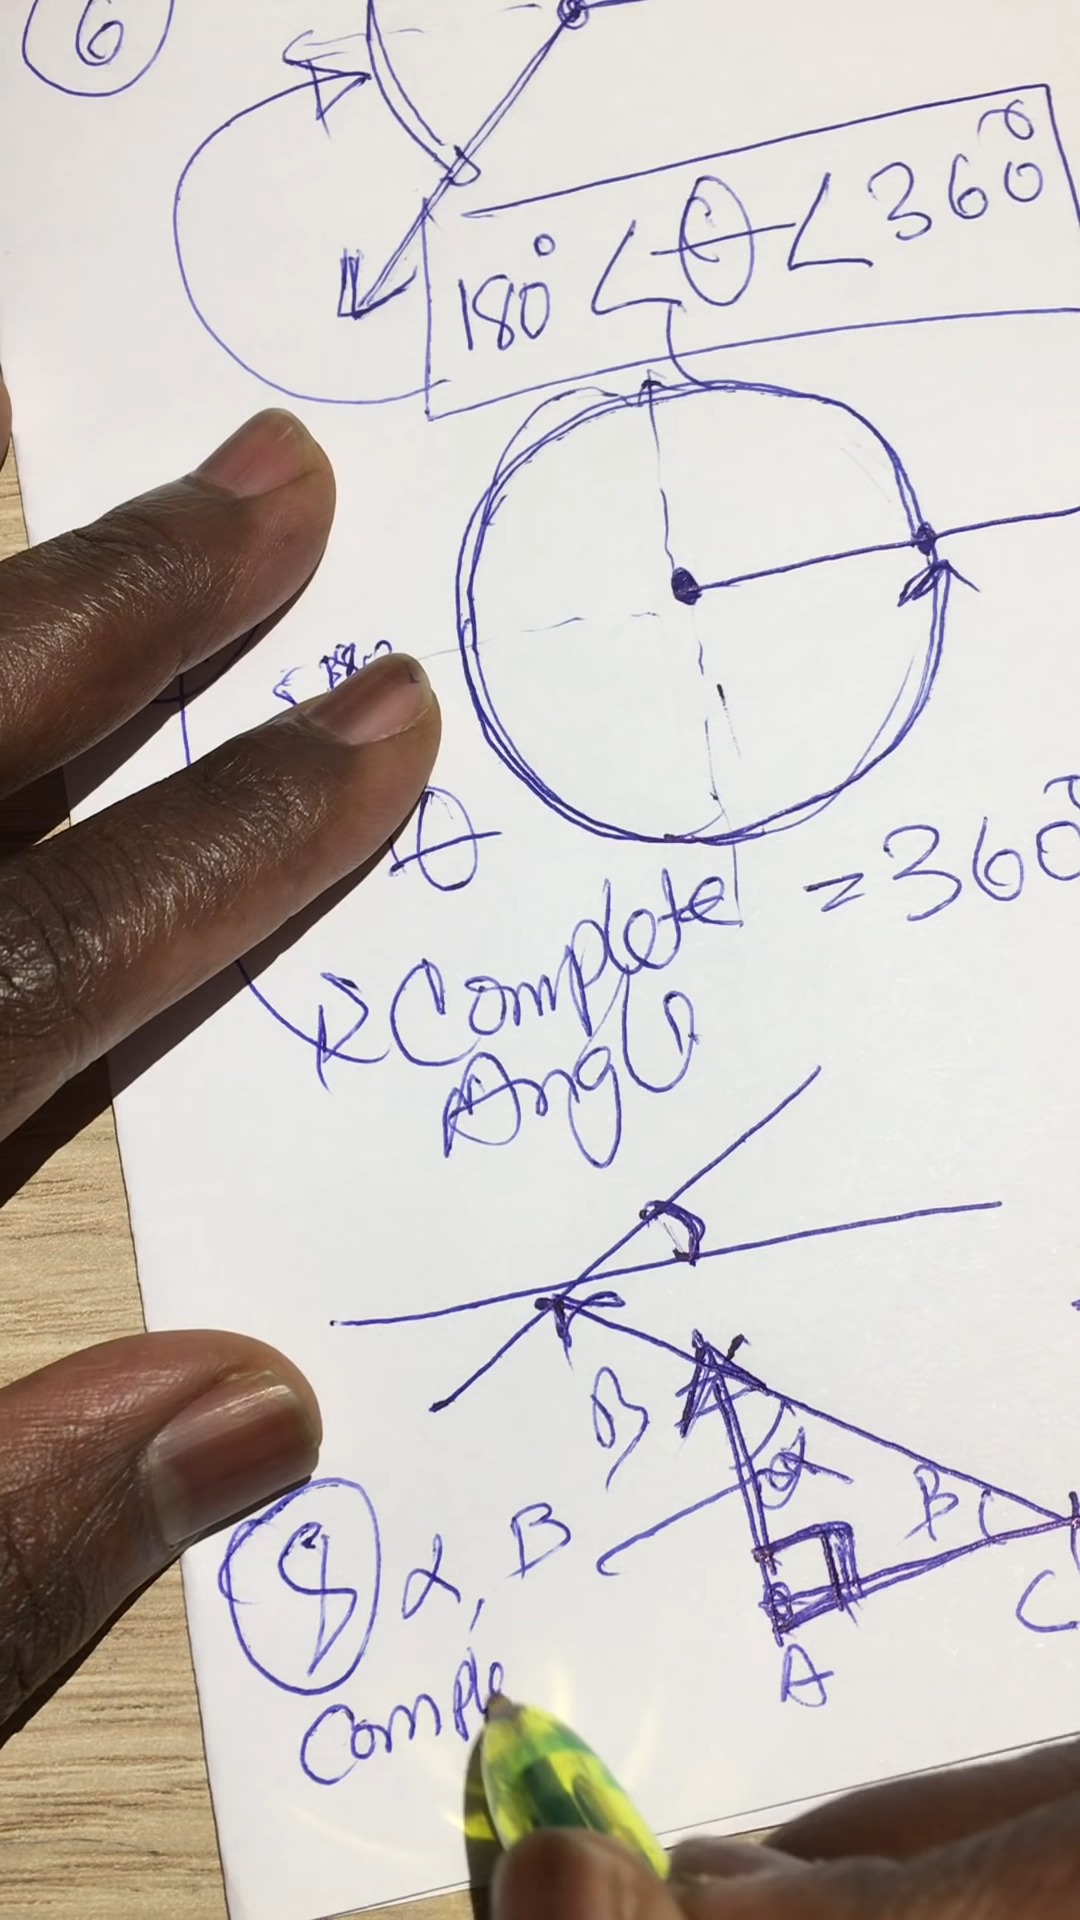 6
180° < θ < 360°
θ
= 360°
Complete
Angle
B
α
B
C
A
8 α, B
Comple